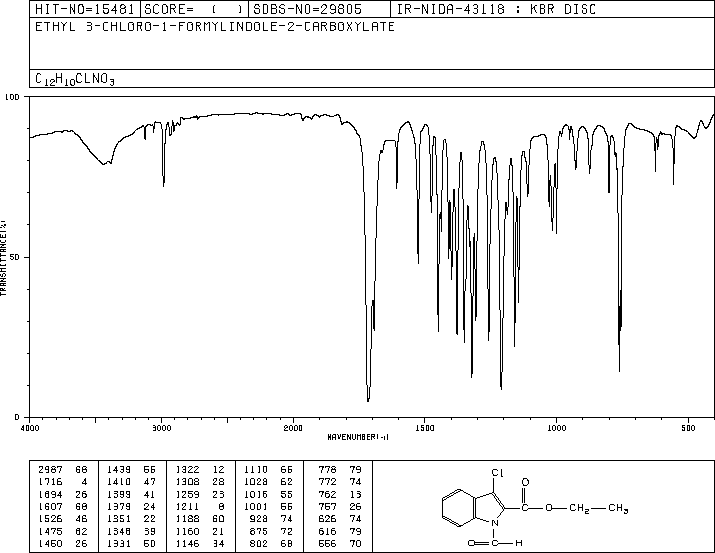 HIT-NO=15481 SCORE= ( ) SDBS-NO=29805 IR-NIDA-43118 : KBR DISC
ETHYL 3-CHLORO-1-FORMYLINDOLE-2-CARBOXYLATE
C12H10CLNO3
100
50
0
TRANSMITTANCE(%)
4000 3000 2000 1500 1000 500
WAVENUMBER(-1)
2987 68 1439 55 1322 12 1110 66 778 79
1716 4 1410 47 1308 28 1028 62 772 74
1694 26 1399 41 1259 23 1016 55 762 13
1607 68 1379 24 1211 8 1001 55 757 26
1526 46 1351 22 1188 60 928 74 626 74
1475 62 1348 39 1160 21 875 72 616 79
1450 26 1331 50 1146 34 802 68 556 70
Cl
O
O CH2 CH3
N
O C H